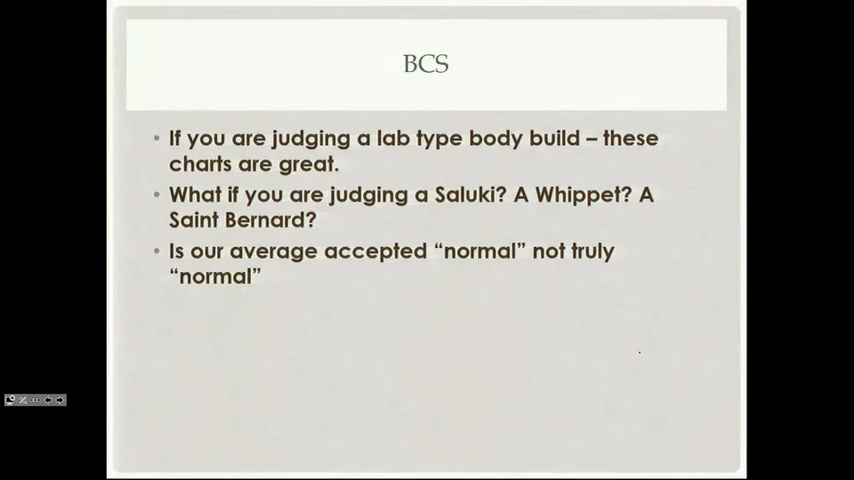 BCS
• If you are judging a lab type body build – these
charts are great.
• What if you are judging a Saluki? A Whippet? A
Saint Bernard?
• Is our average accepted “normal” not truly
“normal”